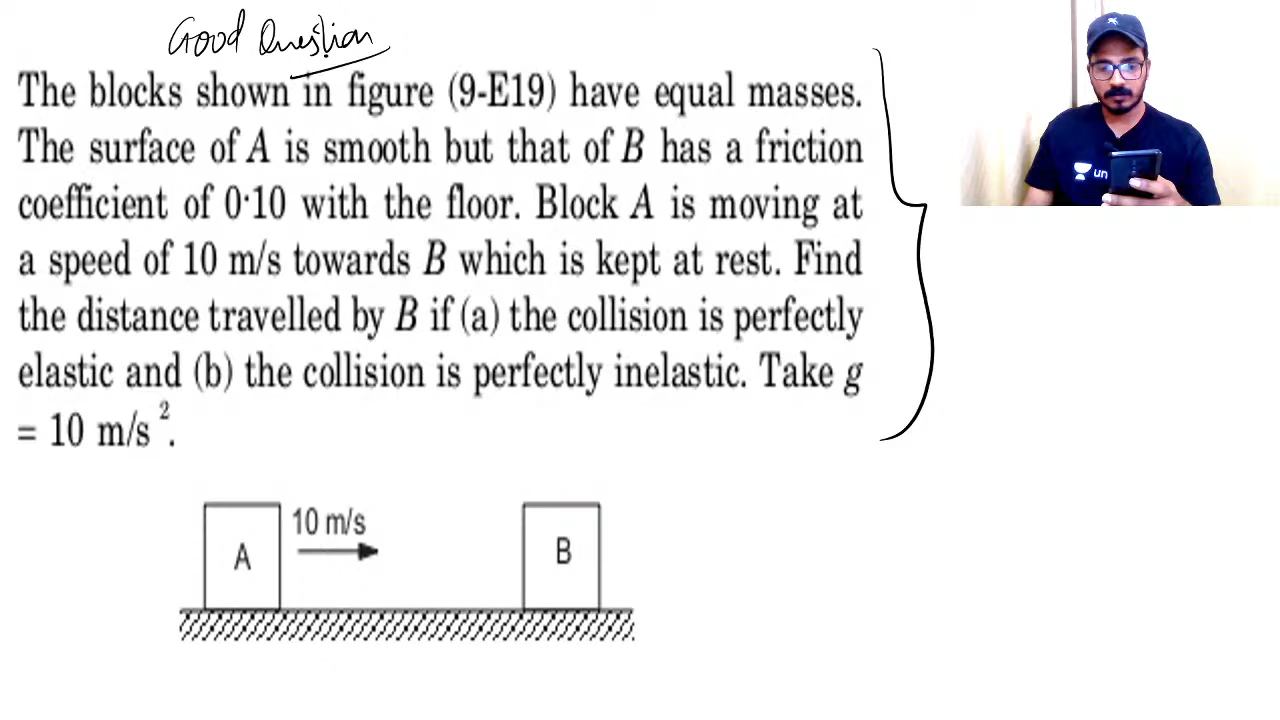 Good Question
The blocks shown in figure (9-E19) have equal masses.
The surface of A is smooth but that of B has a friction
coefficient of 0·10 with the floor. Block A is moving at
a speed of 10 m/s towards B which is kept at rest. Find
the distance travelled by B if (a) the collision is perfectly
elastic and (b) the collision is perfectly inelastic. Take g
= 10 m/s².
10 m/s
A
B
un